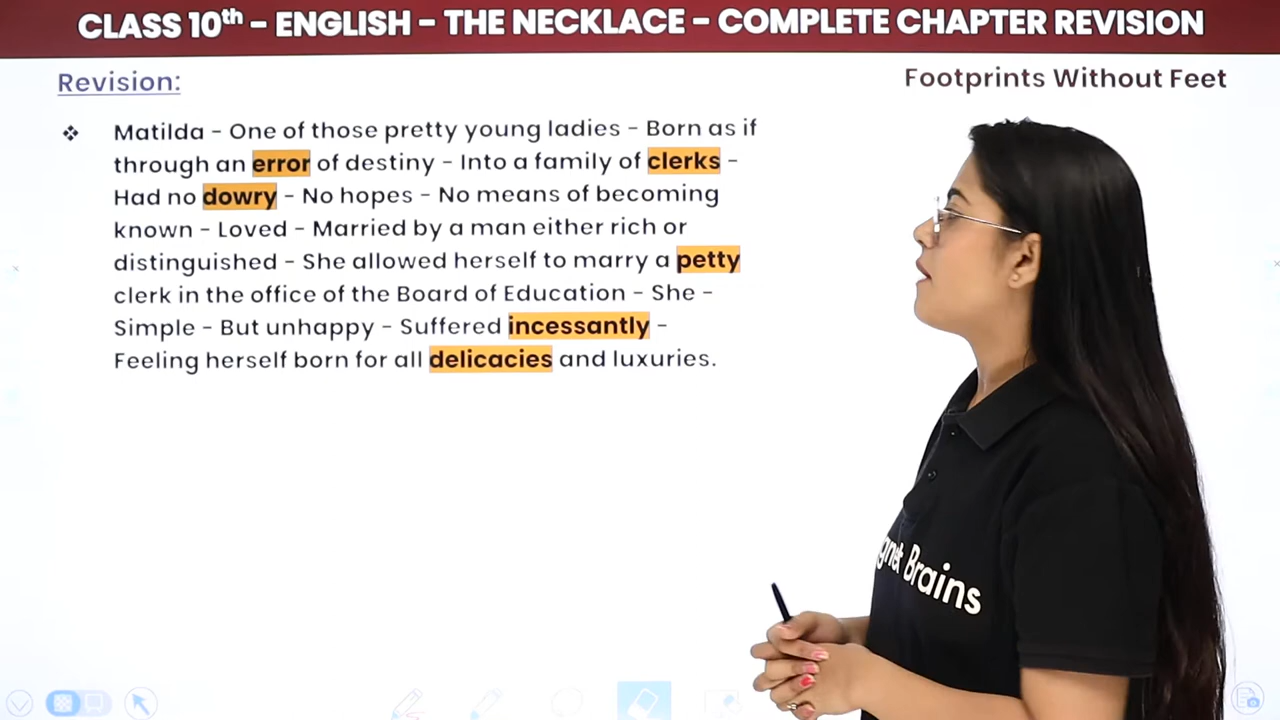 CLASS 10th – ENGLISH – THE NECKLACE – COMPLETE CHAPTER REVISION
Revision:
Footprints Without Feet
❖ Matilda - One of those pretty young ladies - Born as if
through an error of destiny - Into a family of clerks -
Had no dowry - No hopes - No means of becoming
known - Loved - Married by a man either rich or
distinguished - She allowed herself to marry a petty
clerk in the office of the Board of Education - She -
Simple - But unhappy - Suffered incessantly -
Feeling herself born for all delicacies and luxuries.
gnet Brains